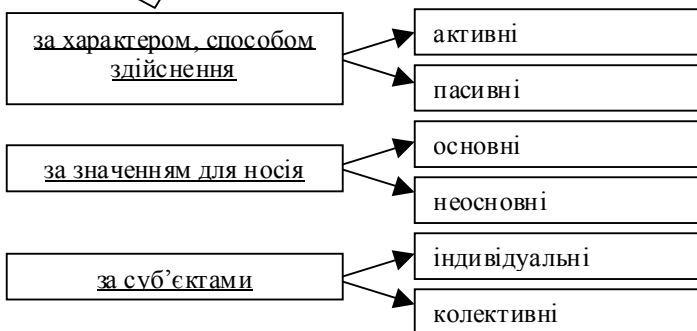 за характером, способом
здійснення
активні
пасивні
за значенням для носія
основні
неосновні
за суб’єктами
індивідуальні
колективні